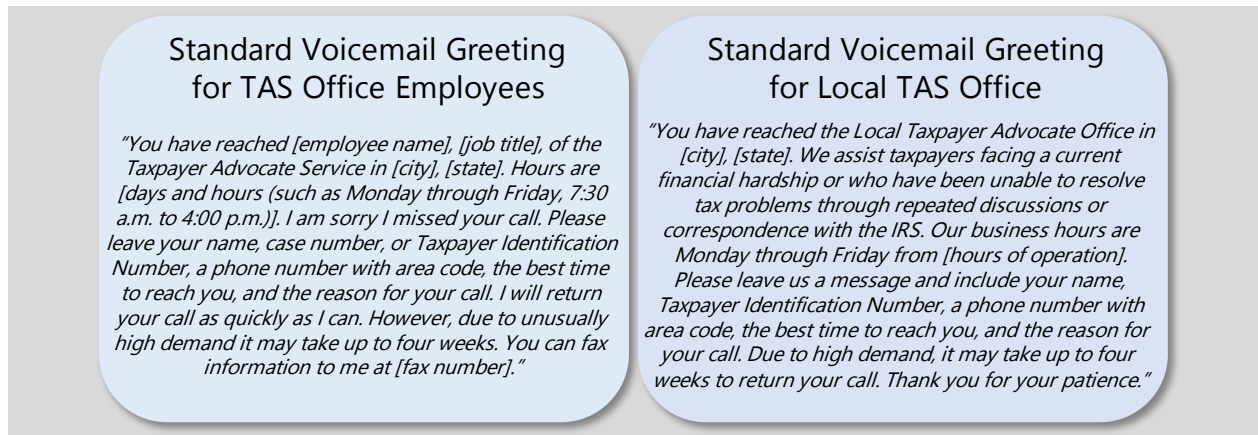 Standard Voicemail Greeting
for TAS Office Employees
“You have reached [employee name], [job title], of the
Taxpayer Advocate Service in [city], [state]. Hours are
[days and hours (such as Monday through Friday, 7:30
a.m. to 4:00 p.m.)]. I am sorry I missed your call. Please
leave your name, case number, or Taxpayer Identification
Number, a phone number with area code, the best time
to reach you, and the reason for your call. I will return
your call as quickly as I can. However, due to unusually
high demand it may take up to four weeks. You can fax
information to me at [fax number].”
Standard Voicemail Greeting
for Local TAS Office
“You have reached the Local Taxpayer Advocate Office in
[city], [state]. We assist taxpayers facing a current
financial hardship or who have been unable to resolve
tax problems through repeated discussions or
correspondence with the IRS. Our business hours are
Monday through Friday from [hours of operation].
Please leave us a message and include your name,
Taxpayer Identification Number, a phone number with
area code, the best time to reach you, and the reason for
your call. Due to high demand, it may take up to four
weeks to return your call. Thank you for your patience.”